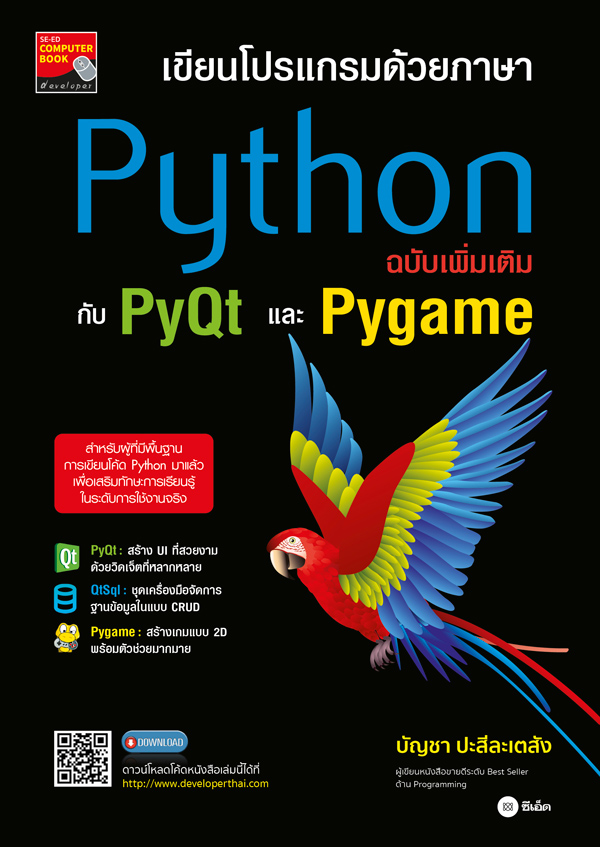 SE-ED
COMPUTER
BOOK
developer
เขียนโปรแกรมด้วยภาษา
Python
ฉบับเพิ่มเติม
กับ PyQt และ Pygame
สำหรับผู้ที่มีพื้นฐาน
การเขียนโค้ด Python มาแล้ว
เพื่อเสริมทักษะการเรียนรู้
ในระดับการใช้งานจริง
Qt
PyQt : สร้าง UI ที่สวยงาม
ด้วยวิดเจ็ตที่หลากหลาย
QtSql : ชุดเครื่องมือจัดการ
ฐานข้อมูลในแบบ CRUD
Pygame : สร้างเกมแบบ 2D
พร้อมตัวช่วยมากมาย
DOWNLOAD
ดาวน์โหลดโค้ดหนังสือเล่มนี้ได้ที่
http://www.developerthai.com
บัญชา ปะสีละเตสัง
ผู้เขียนหนังสือขายดีระดับ Best Seller
ด้าน Programming
ซีเอ็ด